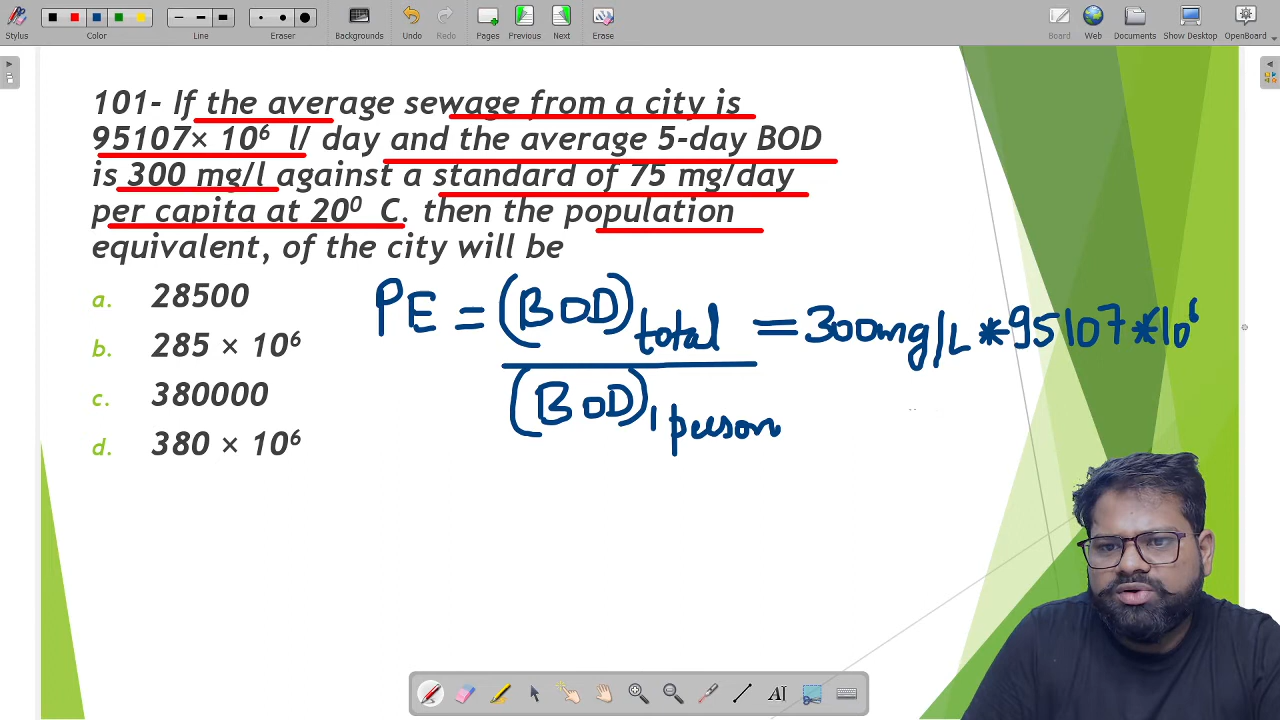 Stylus Color Line Eraser Backgrounds Undo Redo Pages Previous Next Erase Board Web Documents Show Desktop OpenBoard
101- If the average sewage from a city is
95107× 10⁶ l/ day and the average 5-day BOD
is 300 mg/l against a standard of 75 mg/day
per capita at 20⁰ C. then the population
equivalent, of the city will be
a. 28500
b. 285 × 10⁶
c. 380000
d. 380 × 10⁶
PE = (BOD)total = 300mg/L * 95107 * 10⁶
(BOD)1 person